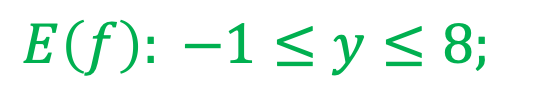 E(f): −1 ≤ y ≤ 8;